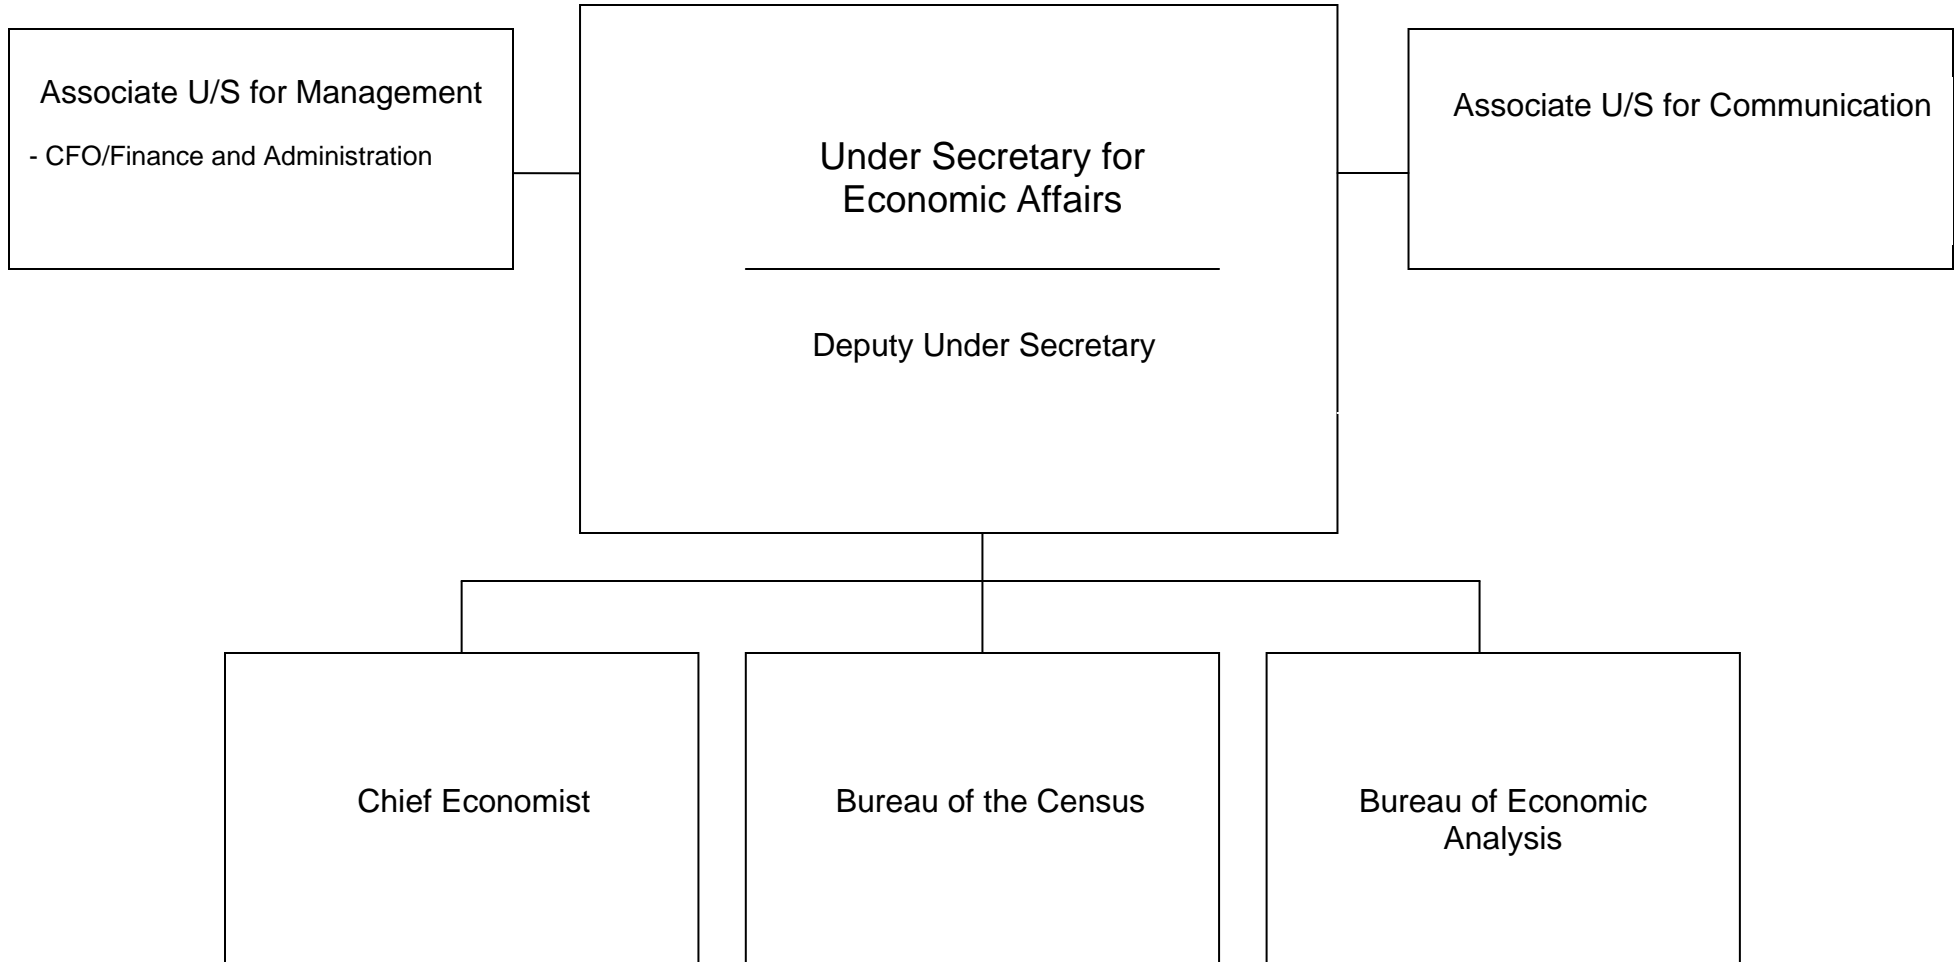 Associate U/S for Management
- CFO/Finance and Administration
Under Secretary for
Economic Affairs
Deputy Under Secretary
Associate U/S for Communication
Chief Economist
Bureau of the Census
Bureau of Economic
Analysis